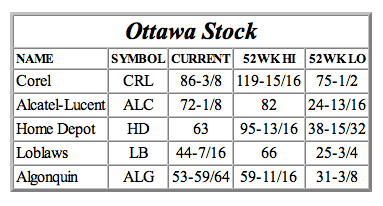 Ottawa Stock
NAME SYMBOL CURRENT 52WK HI 52WK LO
Corel CRL 86-3/8 119-15/16 75-1/2
Alcatel-Lucent ALC 72-1/8 82 24-13/16
Home Depot HD 63 95-13/16 38-15/32
Loblaws LB 44-7/16 66 25-3/4
Algonquin ALG 53-59/64 59-11/16 31-3/8